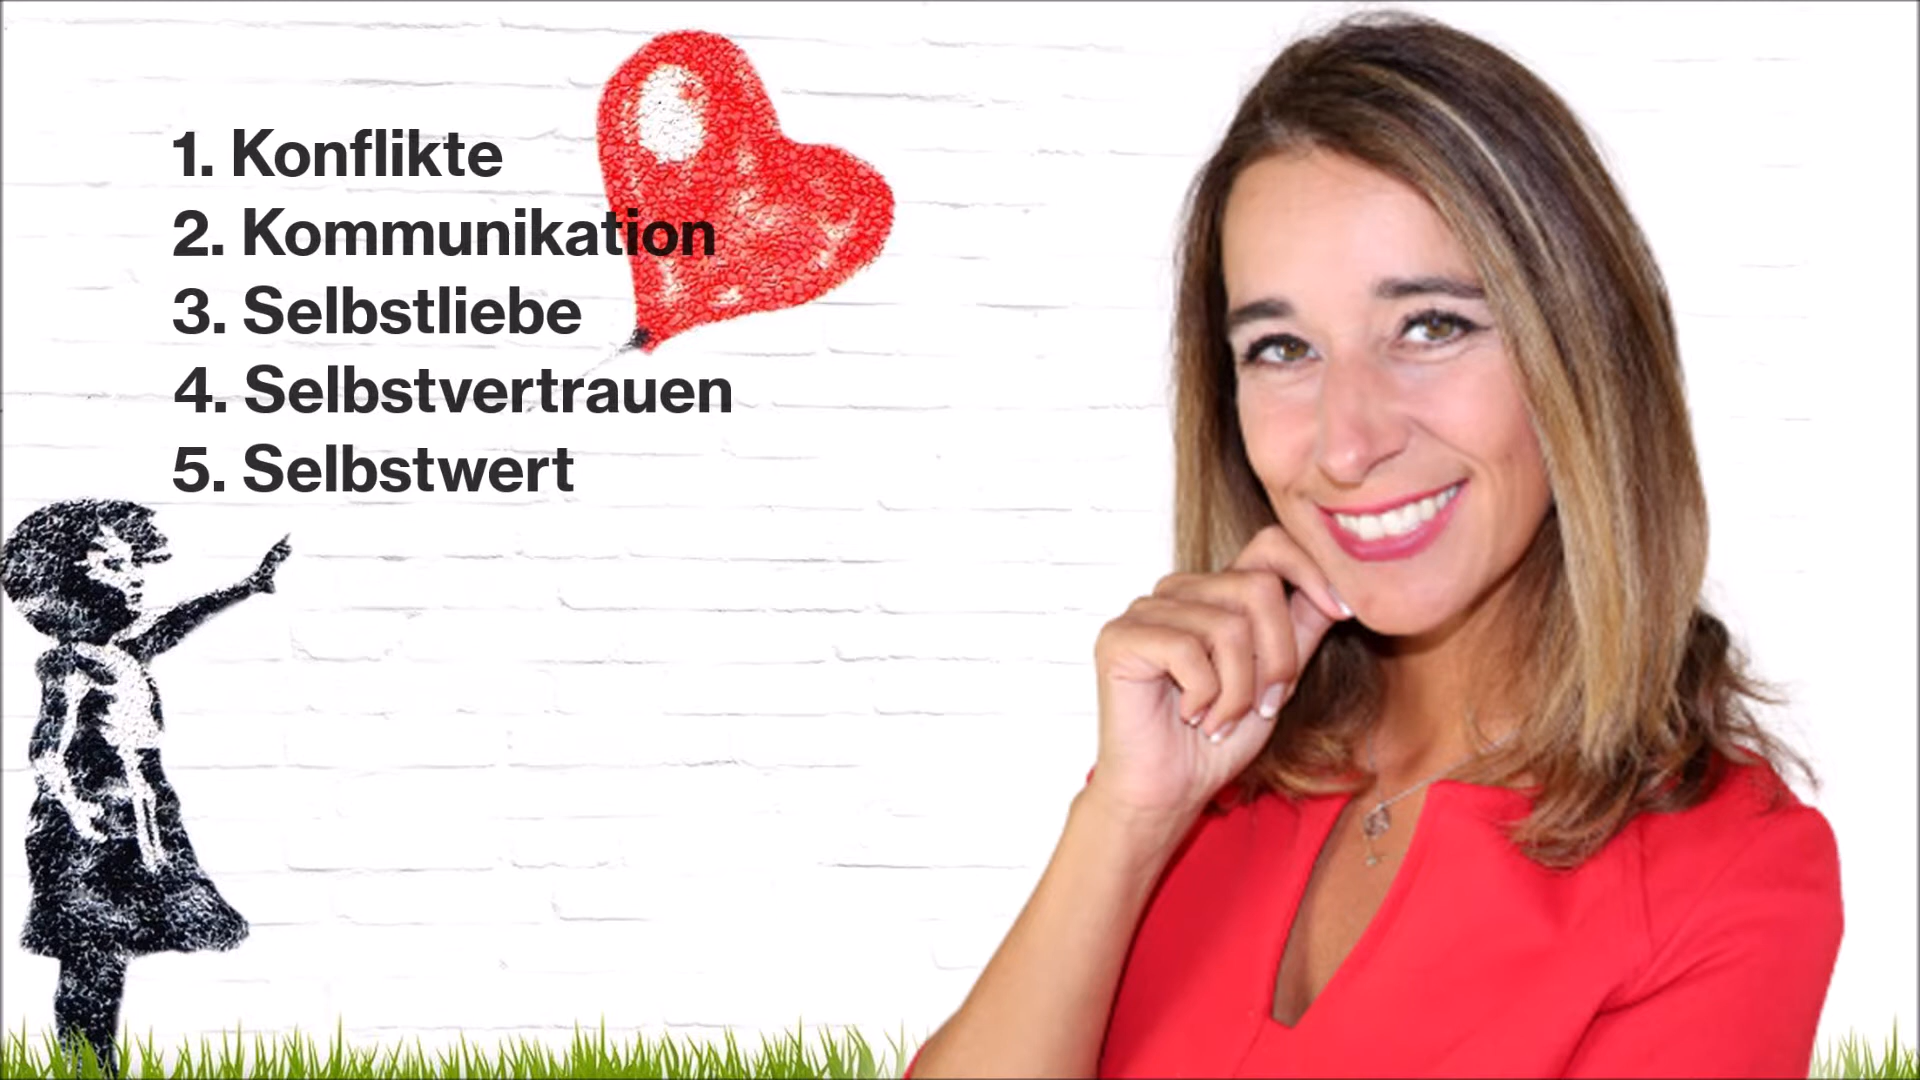 1. Konflikte
2. Kommunikation
3. Selbstliebe
4. Selbstvertrauen
5. Selbstwert